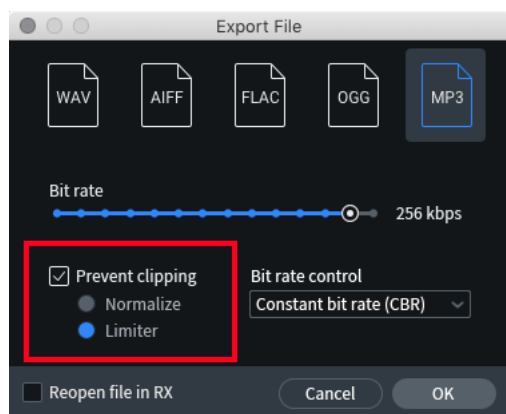 Export File
WAV AIFF FLAC OGG MP3
Bit rate
256 kbps
Prevent clipping
Normalize
Limiter
Bit rate control
Constant bit rate (CBR)
Reopen file in RX
Cancel
OK